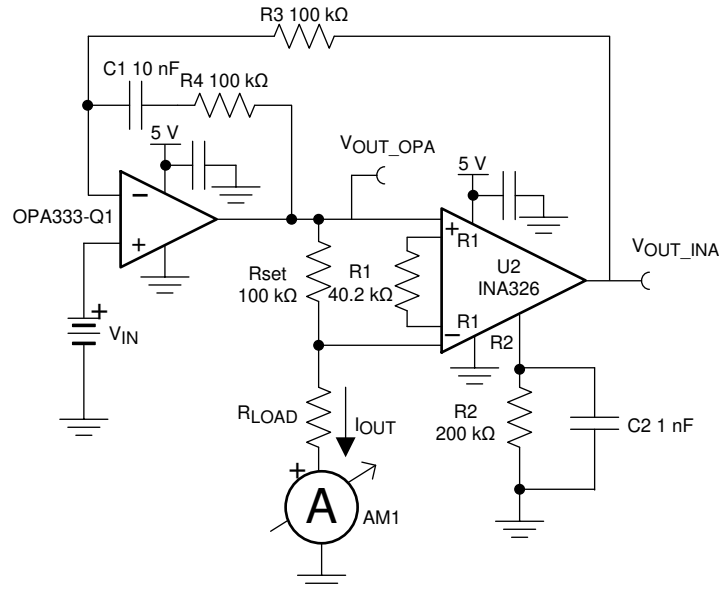 R3 100 kΩ
C1 10 nF
R4 100 kΩ
5 V
VOUT_OPA
5 V
OPA333-Q1
−
+
+
R1
VOUT_INA
Rset
100 kΩ
R1
40.2 kΩ
U2
INA326
+
VIN
R1
−
R2
RLOAD
IOUT
R2
200 kΩ
C2 1 nF
+
A
AM1